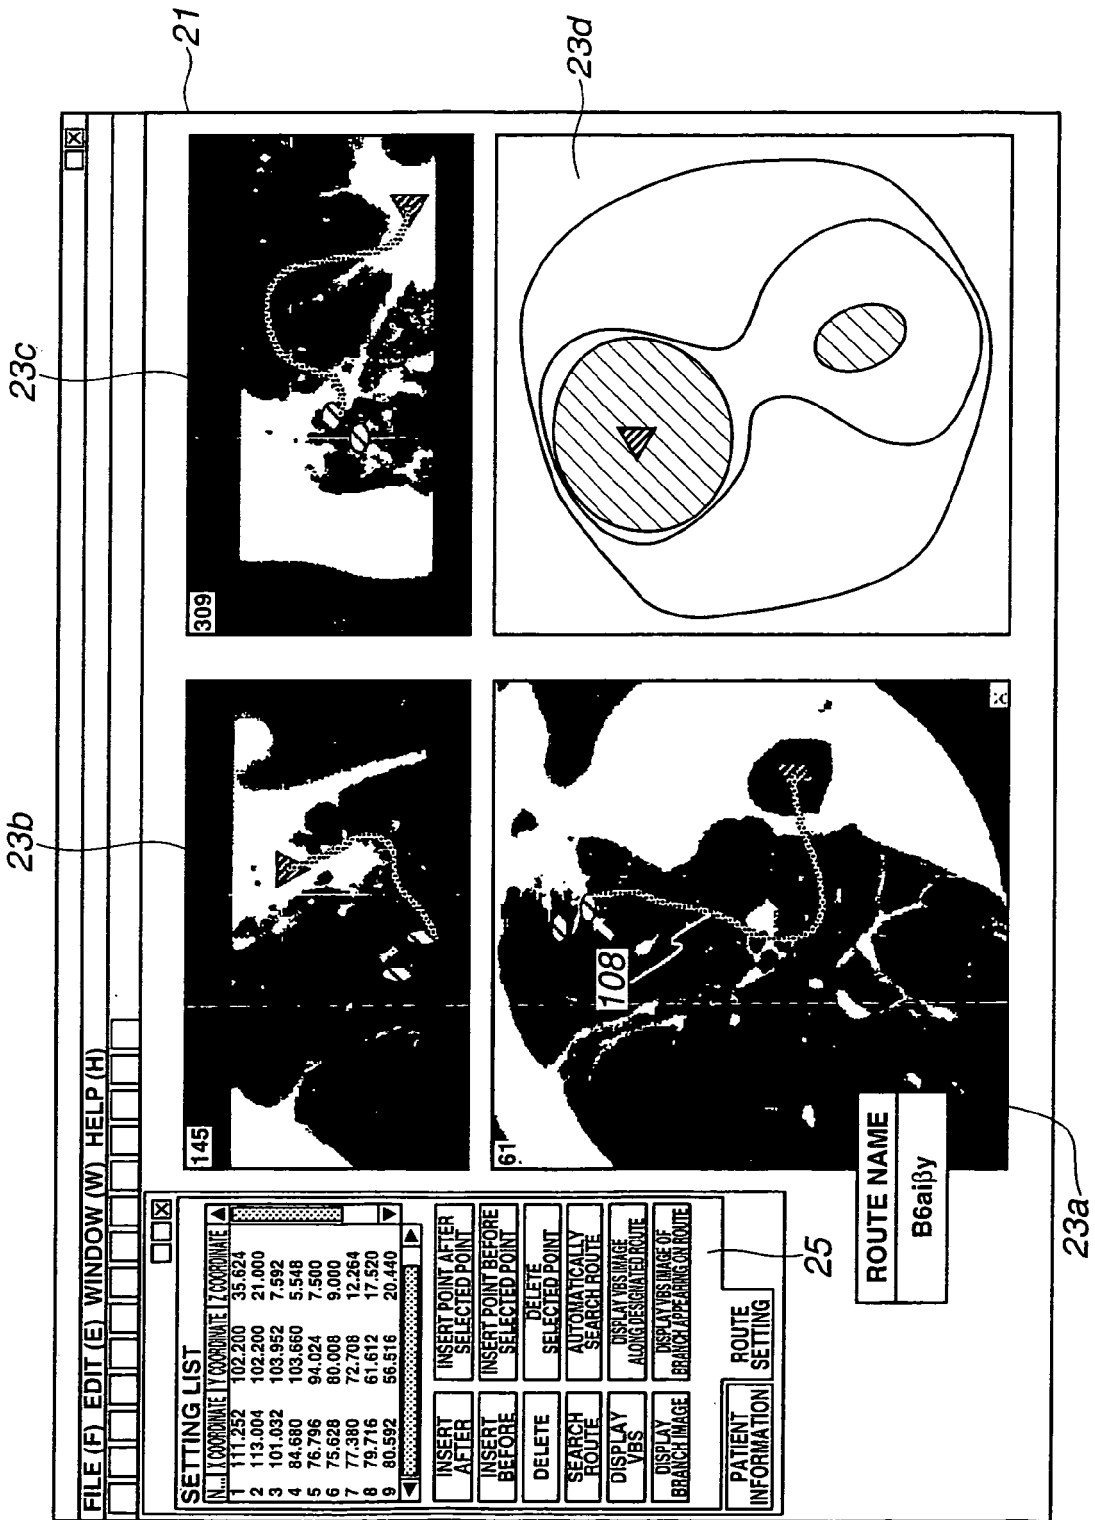 21
FILE (F) EDIT (E) WINDOW (W) HELP (H)
SETTING LIST
N... X COORDINATE Y COORDINATE Z COORDINATE
1 111.252 102.200 35.624
2 113.004 102.200 21.000
3 101.032 103.952 7.592
4 84.680 103.660 5.548
5 76.796 94.024 7.500
6 75.628 80.008 9.000
7 77.380 72.708 12.264
8 79.716 61.612 17.520
9 80.592 56.516 20.440
INSERT AFTER
INSERT POINT AFTER SELECTED POINT
INSERT BEFORE
INSERT POINT BEFORE SELECTED POINT
DELETE
DELETE SELECTED POINT
SEARCH ROUTE
AUTOMATICALLY SEARCH ROUTE
DISPLAY VBS
DISPLAY VBS IMAGE ALONG DESIGNATED ROUTE
DISPLAY BRANCH IMAGE
DISPLAY VBS IMAGE OF BRANCH APPEARING ON ROUTE
PATIENT INFORMATION
ROUTE SETTING
25
145
23b
309
23c
61
108
23d
ROUTE NAME
B6aiβy
23a